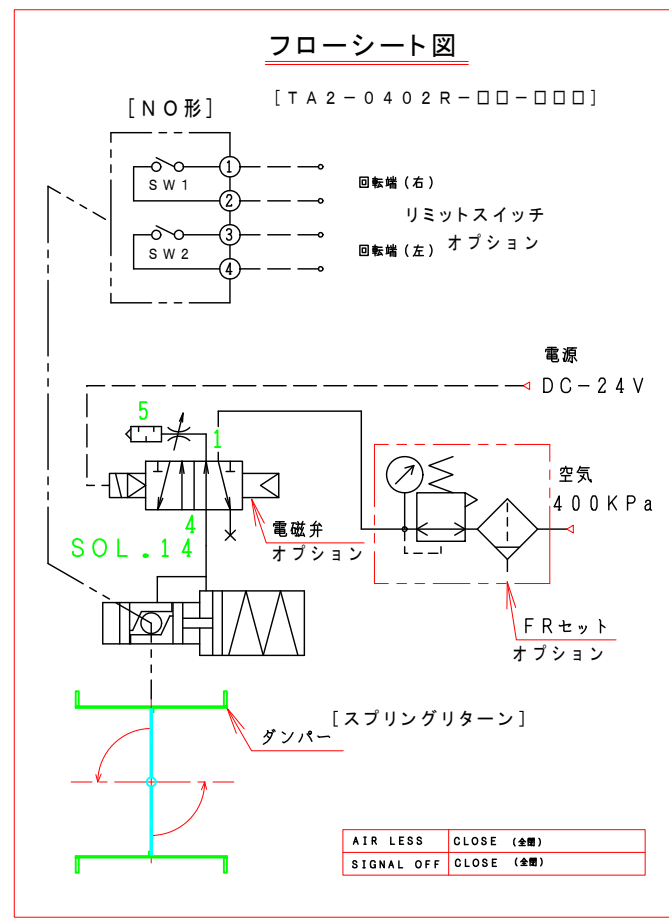 フローシート図
[TA2-0402R-□□-□□□]
[NO形]
1
SW1
2
3
SW2
4
回転端(右)
リミットスイッチ
オプション
回転端(左)
電源
DC-24V
5
1
4
SOL.14
電磁弁
オプション
空気
400KPa
FRセット
オプション
[スプリングリターン]
ダンパー
AIR LESS CLOSE (全閉)
SIGNAL OFF CLOSE (全閉)